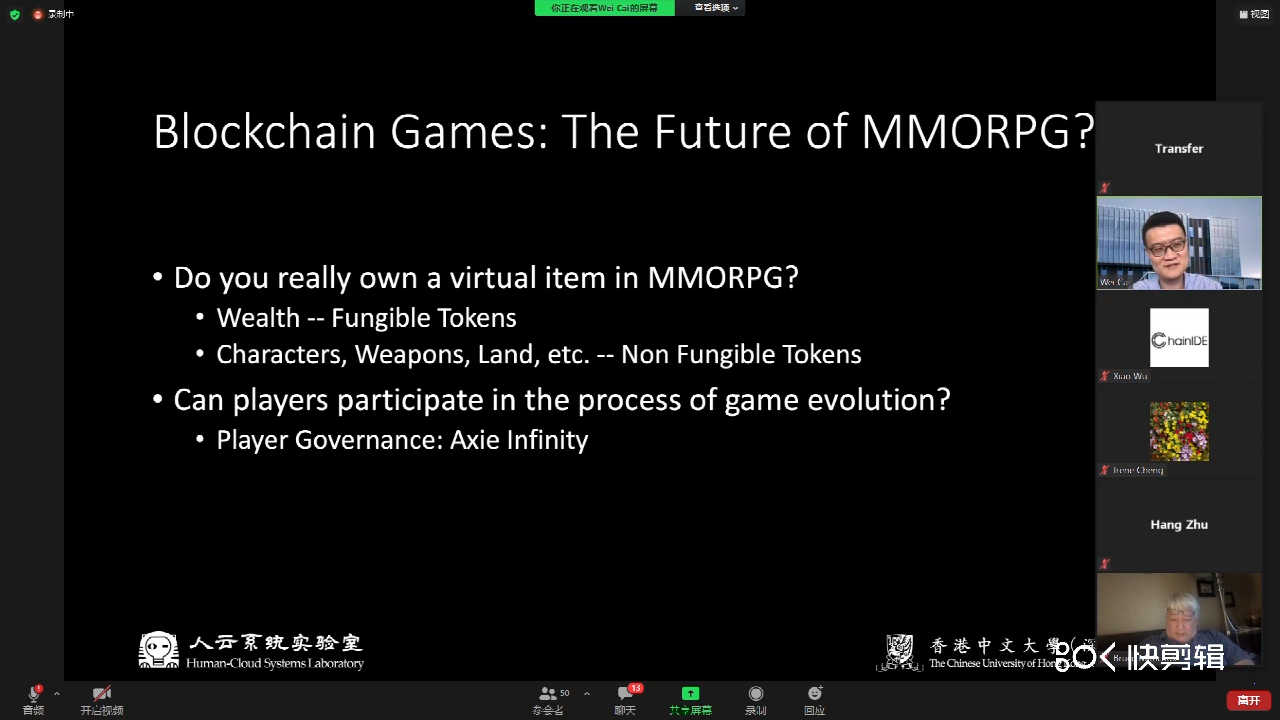 录制中
你正在观看Wei Cai的屏幕
查看选项
视图
Blockchain Games: The Future of MMORPG?
• Do you really own a virtual item in MMORPG?
• Wealth -- Fungible Tokens
• Characters, Weapons, Land, etc. -- Non Fungible Tokens
• Can players participate in the process of game evolution?
• Player Governance: Axie Infinity
Transfer
Wei Cai
ChainIDE
Xiao Wu
Irene Cheng
Hang Zhu
人云系统实验室
Human-Cloud Systems Laboratory
香港中文大學
The Chinese University of Hong
快剪辑
音频
开启视频
50
参会者
13
聊天
共享屏幕
录制
回应
离开